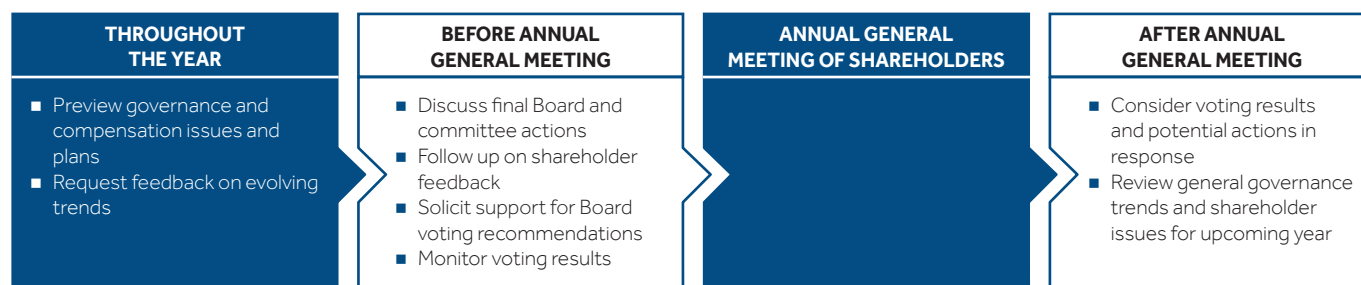 THROUGHOUT
THE YEAR
■ Preview governance and
compensation issues and
plans
■ Request feedback on evolving
trends
BEFORE ANNUAL
GENERAL MEETING
■ Discuss final Board and
committee actions
■ Follow up on shareholder
feedback
■ Solicit support for Board
voting recommendations
■ Monitor voting results
ANNUAL GENERAL
MEETING OF SHAREHOLDERS
AFTER ANNUAL
GENERAL MEETING
■ Consider voting results
and potential actions in
response
■ Review general governance
trends and shareholder
issues for upcoming year